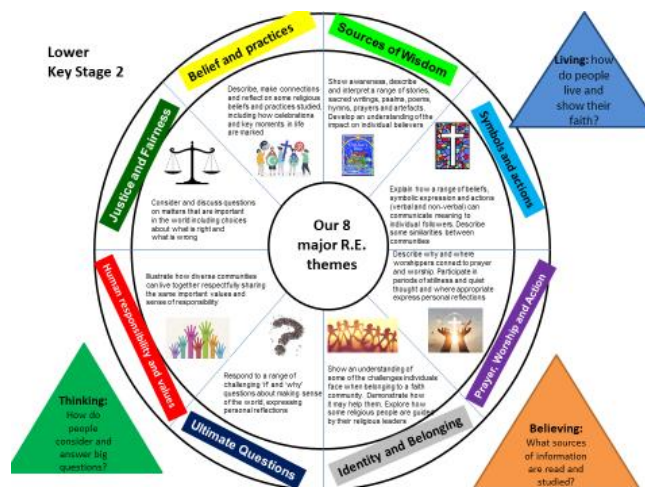 Lower
Key Stage 2
Belief and practices
Describe, make connections
and reflect on some religious
beliefs and practices studied,
including how celebrations
and key moments in life
are marked
Sources of Wisdom
Show awareness, describe
and interpret a range of stories,
sacred writings, psalms, poems,
hymns, prayers and artefacts.
Develop an understanding of the
impact on individual believers
Living: how
do people
live and
show their
faith?
Symbols and actions
Explain how a range of beliefs,
symbolic expression and actions
(verbal and non-verbal) can
communicate meaning to
individual followers. Describe
some similarities between
communities
Justice and Fairness
Consider and discuss questions
on matters that are important
in the world including choices
about what is right and
what is wrong
Our 8
major R.E.
themes
Human responsibility and values
Illustrate how diverse communities
can live together respectfully sharing
the same important values and
sense of responsibility
Describe why and where
worshippers connect to prayer
and worship. Participate in
periods of stillness and quiet
thought and where appropriate
express personal reflections
Prayer, Worship and Action
Respond to a range of
challenging 'if' and 'why'
questions about making sense
of the world, expressing
personal reflections
Ultimate Questions
Show an understanding of
some of the challenges individuals
face when belonging to a faith
community. Demonstrate how
it may help them. Explore how
some religious people are guided
by their religious leaders
Identity and Belonging
Thinking:
How do
people
consider and
answer big
questions?
Believing:
What sources
of information
are read and
studied?